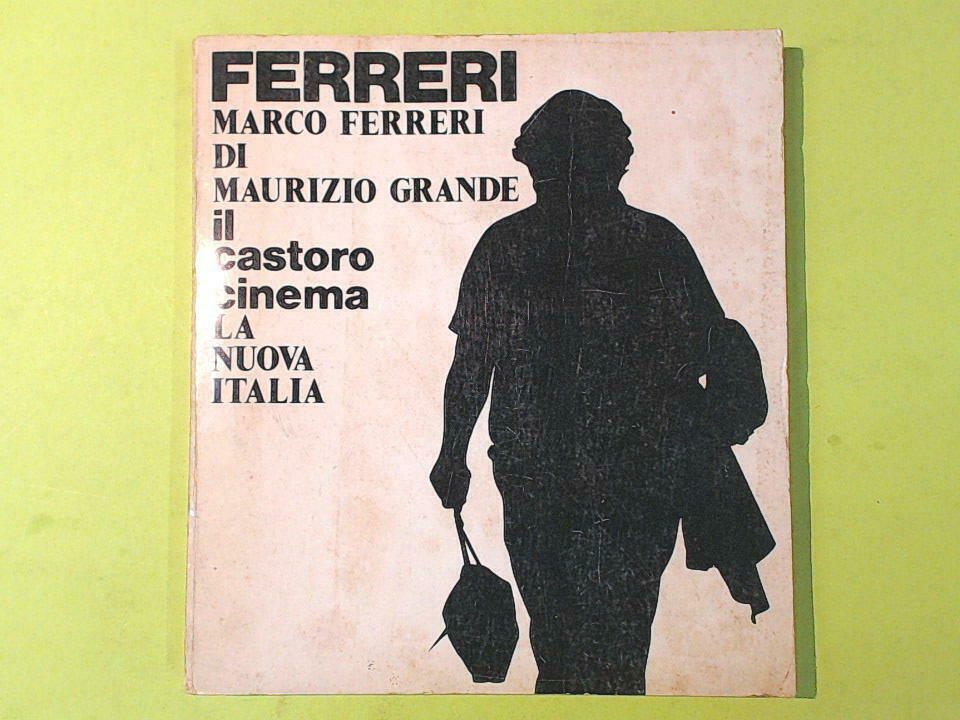 FERRERI
MARCO FERRERI
DI
MAURIZIO GRANDE
il
castoro
cinema
LA
NUOVA
ITALIA